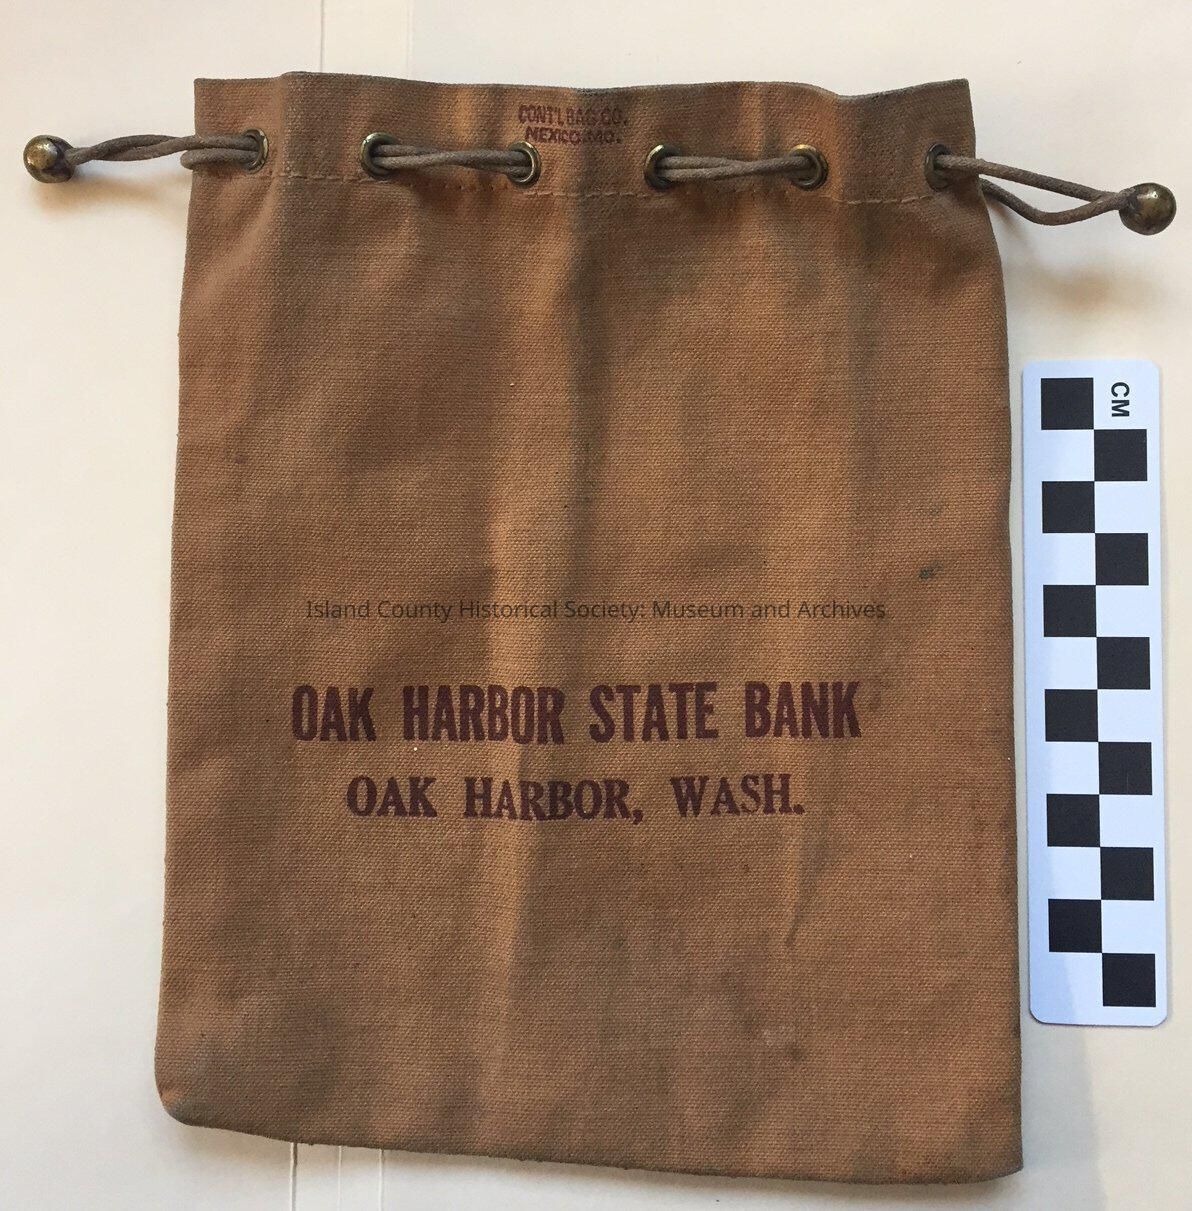 CONT'L BAG CO.
MEXICO, MO.
Island County Historical Society: Museum and Archives
OAK HARBOR STATE BANK
OAK HARBOR, WASH.
CM